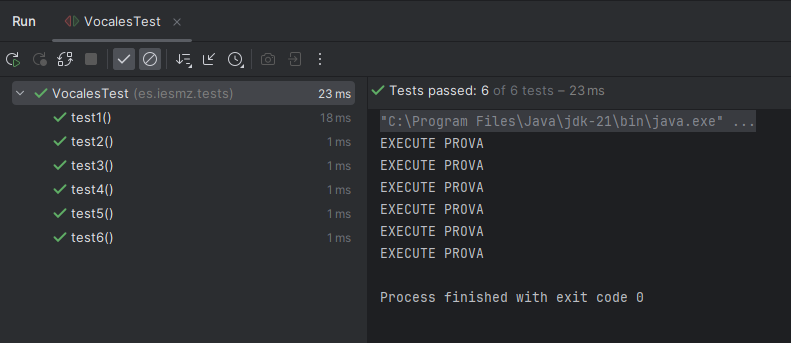 Run VocalesTest
VocalesTest (es.iesmz.tests) 23 ms
test1() 18 ms
test2() 1 ms
test3() 1 ms
test4() 1 ms
test5() 1 ms
test6() 1 ms
Tests passed: 6 of 6 tests – 23 ms
"C:\Program Files\Java\jdk-21\bin\java.exe" ...
EXECUTE PROVA
EXECUTE PROVA
EXECUTE PROVA
EXECUTE PROVA
EXECUTE PROVA
EXECUTE PROVA
Process finished with exit code 0